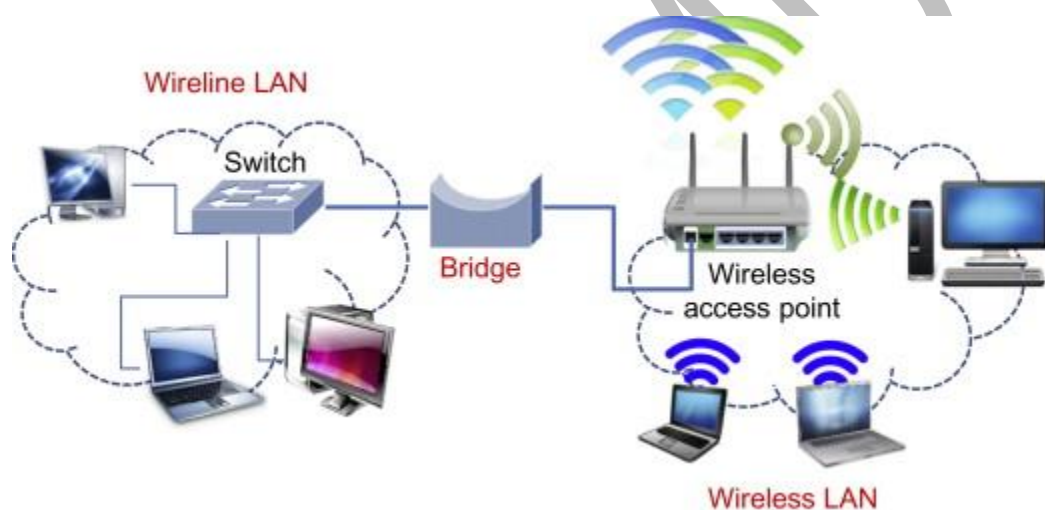 Wireline LAN
Switch
Bridge
Wireless
access point
Wireless LAN